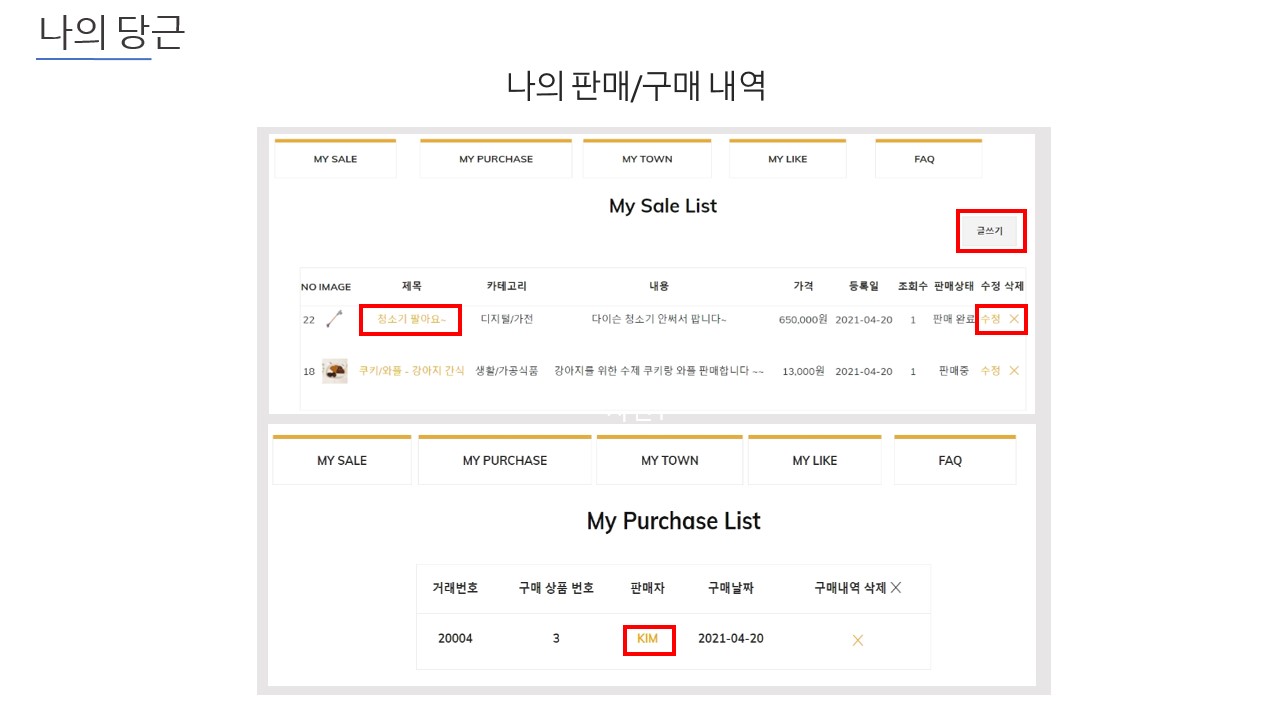 나의 당근
나의 판매/구매 내역
MY SALE MY PURCHASE MY TOWN MY LIKE FAQ
My Sale List
글쓰기
NO IMAGE 제목 카테고리 내용 가격 등록일 조회수 판매상태 수정 삭제
22 청소기 팔아요~ 디지털/가전 다이슨 청소기 안써서 팝니다~ 650,000원 2021-04-20 1 판매 완료 수정 ×
18 쿠키/와플 - 강아지 간식 생활/가공식품 강아지를 위한 수제 쿠키랑 와플 판매합니다 ~~ 13,000원 2021-04-20 1 판매중 수정 ×
MY SALE MY PURCHASE MY TOWN MY LIKE FAQ
My Purchase List
거래번호 구매 상품 번호 판매자 구매날짜 구매내역 삭제 ×
20004 3 KIM 2021-04-20 ×